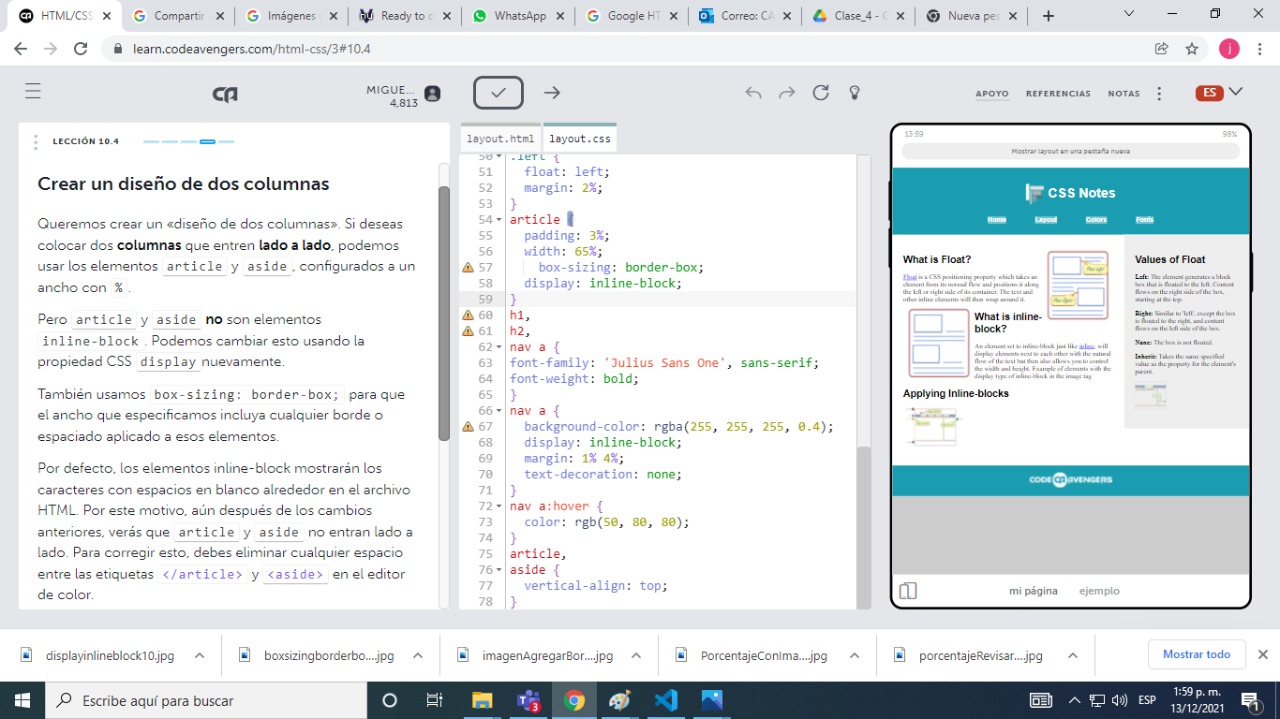 HTML/CSS
Compartir
Imágenes
Ready to c
WhatsApp
Google HT
Correo: CA
Clase_4 - G
Nueva pes
learn.codeavengers.com/html-css/3#10.4
j
MIGUE...
4,813
APOYO REFERENCIAS NOTAS
ES
LECCIÓN 10.4
Crear un diseño de dos columnas
Queremos crear un «diseño de dos columnas». Si deseas
colocar dos columnas que entren lado a lado, podemos
usar los elementos article y aside, configurados a un
ancho con %.
Pero article y aside no son elementos
inline-block. Podemos cambiar esto usando la
propiedad CSS display nuevamente.
También usamos box-sizing: border-box; para que
el ancho que especificamos incluya cualquier borde o
espaciado aplicado a esos elementos.
Por defecto, los elementos inline-block mostrarán los
caracteres con espacios en blanco alrededor en el archivo
HTML. Por este motivo, aún después de los cambios
anteriores, verás que article y aside no entran lado a
lado. Para corregir esto, debes eliminar cualquier espacio
entre las etiquetas </article> y <aside> en el editor
de color.
layout.html layout.css
50 .left {
51 float: left;
52 margin: 2%;
53 }
54 article {
55 padding: 3%;
56 width: 65%;
57 box-sizing: border-box;
58 display: inline-block;
59 }
60 h1,
61 h2,
62 nav a {
63 font-family: 'Julius Sans One', sans-serif;
64 font-weight: bold;
65 }
66 nav a {
67 background-color: rgba(255, 255, 255, 0.4);
68 display: inline-block;
69 margin: 1% 4%;
70 text-decoration: none;
71 }
72 nav a:hover {
73 color: rgb(50, 80, 80);
74 }
75 article,
76 aside {
77 vertical-align: top;
78 }
13:59 98%
Mostrar layout en una pestaña nueva
CSS Notes
Home Layout Colors Fonts
What is Float?
Float is a CSS positioning property which takes an
element from its normal flow and positions it along
the left or right side of its container. The text and
other inline elements will then wrap around it.
What is inline-
block?
An element set to inline-block just like inline, will
display elements next to each other with the natural
flow of the text but then also allows you to control
the width and height. Example of elements with the
display type of inline-block in the image tag
Applying Inline-blocks
Values of Float
Left: The element generates a block
box that is floated to the left. Content
flows on the right side of the box,
starting at the top.
Right: Similar to 'left', except the box
is floated to the right, and content
flows on the left side of the box.
None: The box is not floated.
Inherit: Takes the same specified
value as the property for the element's
parent.
CODE AVENGERS
mi página ejemplo
displayinlineblock10.jpg
boxsizingborderbo....jpg
imagenAgregarBor....jpg
PorcentajeConIma....jpg
porcentajeRevisar....jpg
Mostrar todo
Escribe aquí para buscar
3
ESP
1:59 p. m.
13/12/2021
1